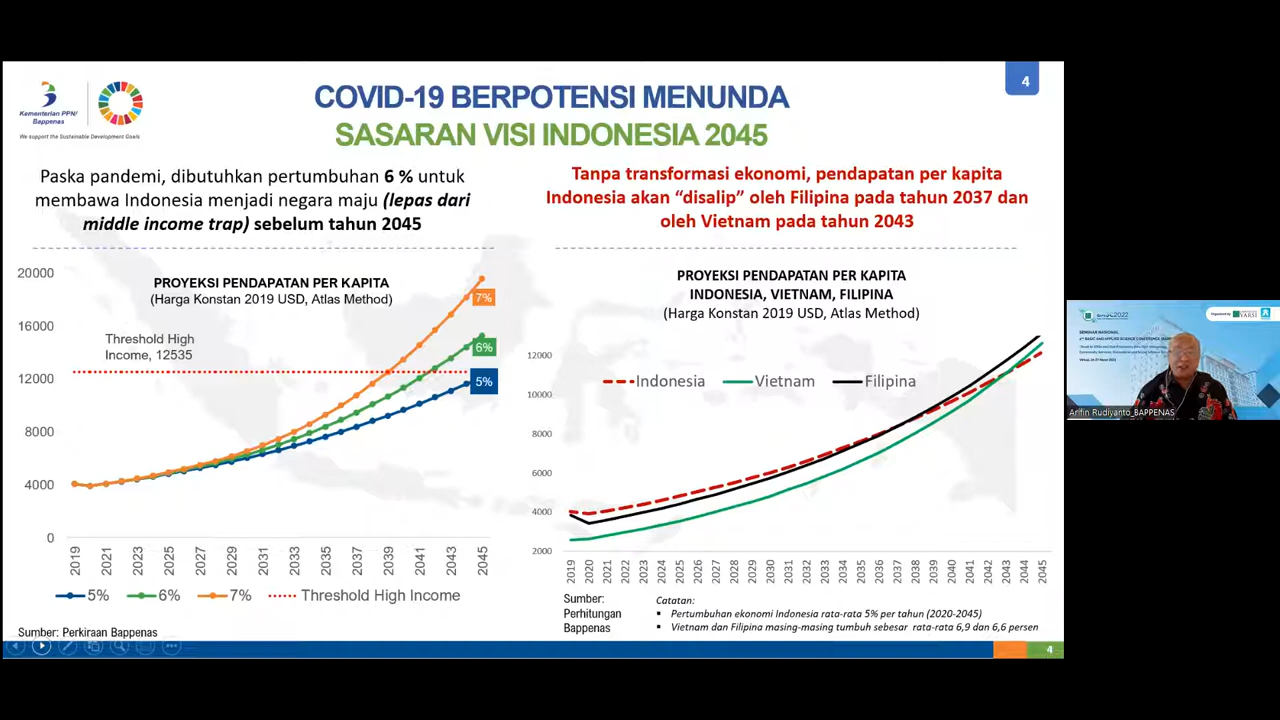 4
Kementerian PPN/
Bappenas
We support the Sustainable Development Goals
COVID-19 BERPOTENSI MENUNDA
SASARAN VISI INDONESIA 2045
Paska pandemi, dibutuhkan pertumbuhan 6 % untuk
membawa Indonesia menjadi negara maju (lepas dari
middle income trap) sebelum tahun 2045
PROYEKSI PENDAPATAN PER KAPITA
(Harga Konstan 2019 USD, Atlas Method)
Threshold High
Income, 12535
20000
16000
12000
8000
4000
0
7%
6%
5%
2019 2021 2023 2025 2027 2029 2031 2033 2035 2037 2039 2041 2043 2045
5% 6% 7% Threshold High Income
Sumber: Perkiraan Bappenas
Tanpa transformasi ekonomi, pendapatan per kapita
Indonesia akan “disalip” oleh Filipina pada tahun 2037 dan
oleh Vietnam pada tahun 2043
PROYEKSI PENDAPATAN PER KAPITA
INDONESIA, VIETNAM, FILIPINA
(Harga Konstan 2019 USD, Atlas Method)
Indonesia Vietnam Filipina
12000
10000
8000
6000
4000
2000
2019 2020 2021 2022 2023 2024 2025 2026 2027 2028 2029 2030 2031 2032 2033 2034 2035 2036 2037 2038 2039 2040 2041 2042 2043 2044 2045
Sumber:
Perhitungan
Bappenas
Catatan:
Pertumbuhan ekonomi Indonesia rata-rata 5% per tahun (2020-2045)
Vietnam dan Filipina masing-masing tumbuh sebesar rata-rata 6,9 dan 6,6 persen
4
2022
YARSI
SEMINAR NASIONAL
Arifin Rudiyanto_BAPPENAS